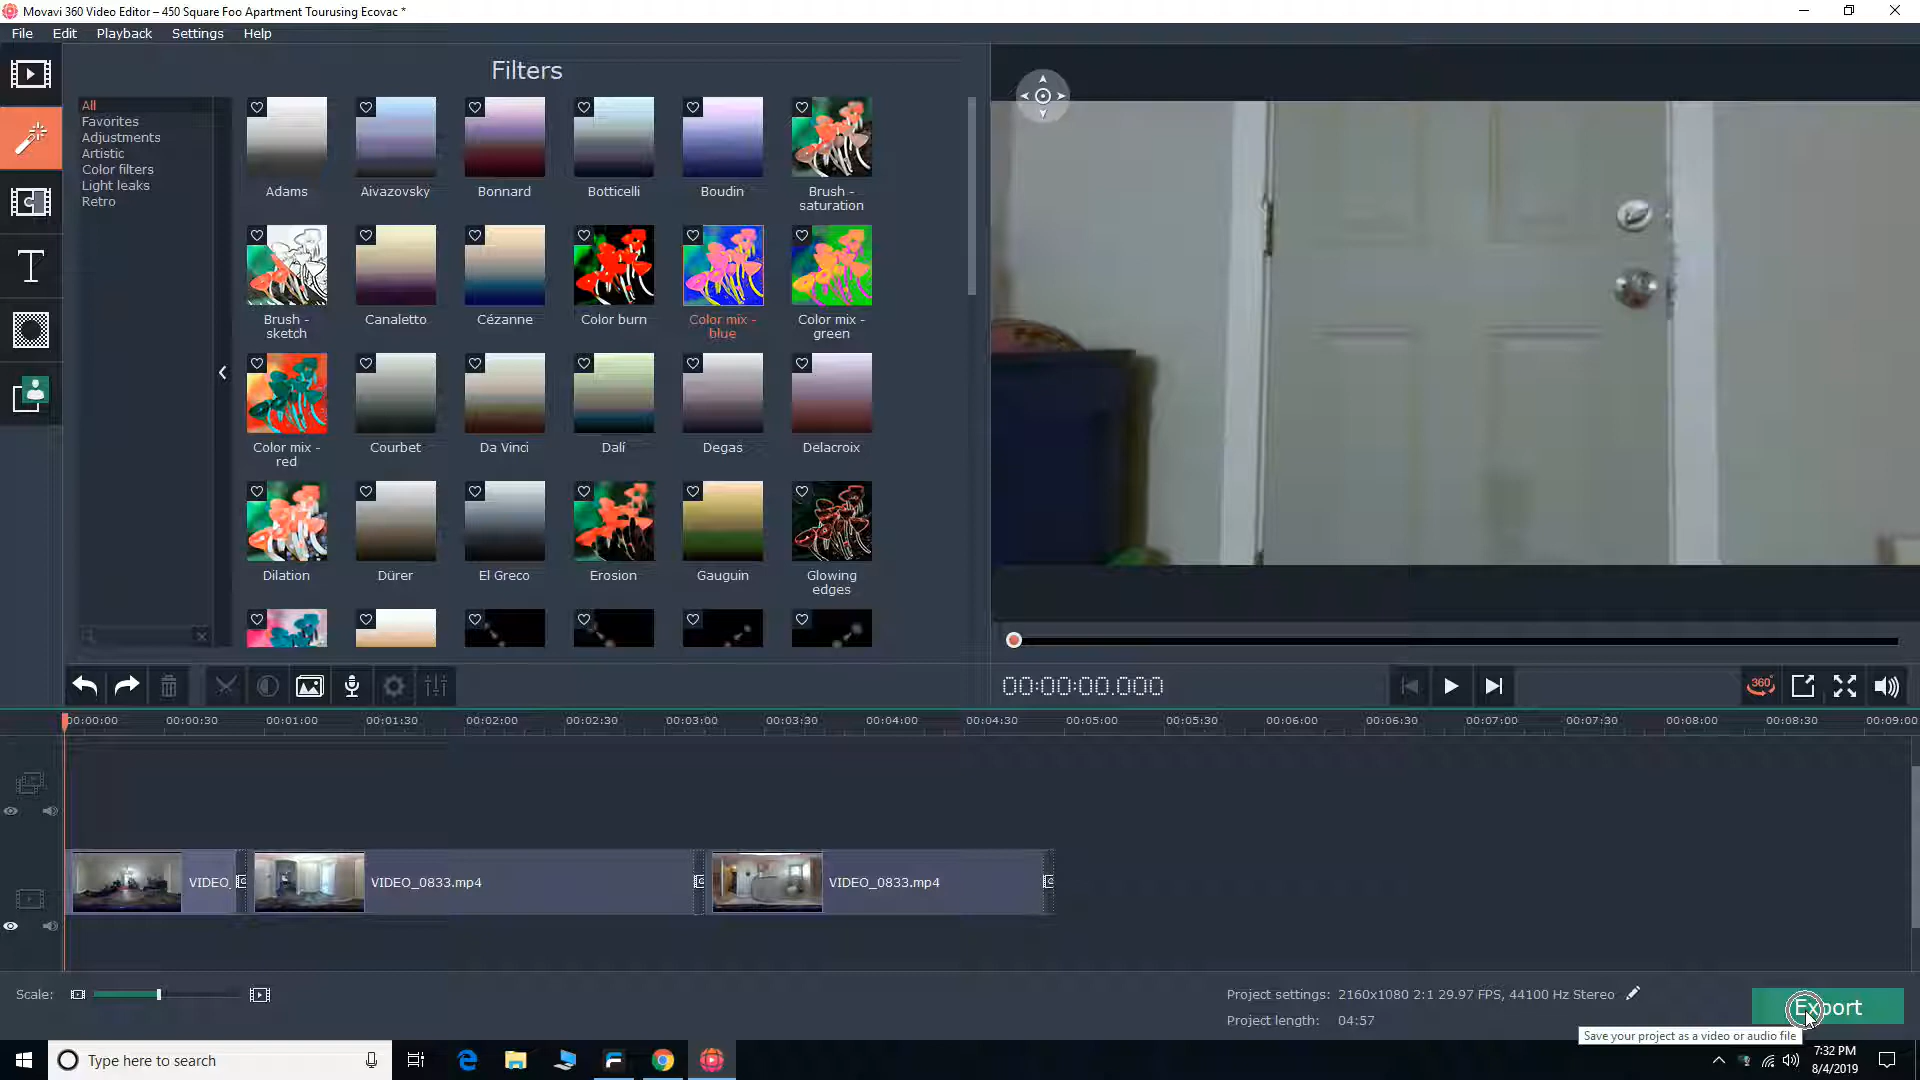 Movavi 360 Video Editor – 450 Square Foo Apartment Tourusing Ecovac *
File Edit Playback Settings Help
Filters
All
Favorites
Adjustments
Artistic
Color filters
Light leaks
Retro
Adams Aivazovsky Bonnard Botticelli Boudin Brush - saturation
Brush - sketch Canaletto Cézanne Color burn Color mix - blue Color mix - green
Color mix - red Courbet Da Vinci Dalí Degas Delacroix
Dilation Dürer El Greco Erosion Gauguin Glowing edges
00:00:00.000
360°
00:00:00 00:00:30 00:01:00 00:01:30 00:02:00 00:02:30 00:03:00 00:03:30 00:04:00 00:04:30 00:05:00 00:05:30 00:06:00 00:06:30 00:07:00 00:07:30 00:08:00 00:08:30 00:09:00
VIDEO_ VIDEO_0833.mp4 VIDEO_0833.mp4
Scale:
Project settings: 2160x1080 2:1 29.97 FPS, 44100 Hz Stereo
Project length: 04:57
Export
Save your project as a video or audio file
Type here to search
7:32 PM
8/4/2019